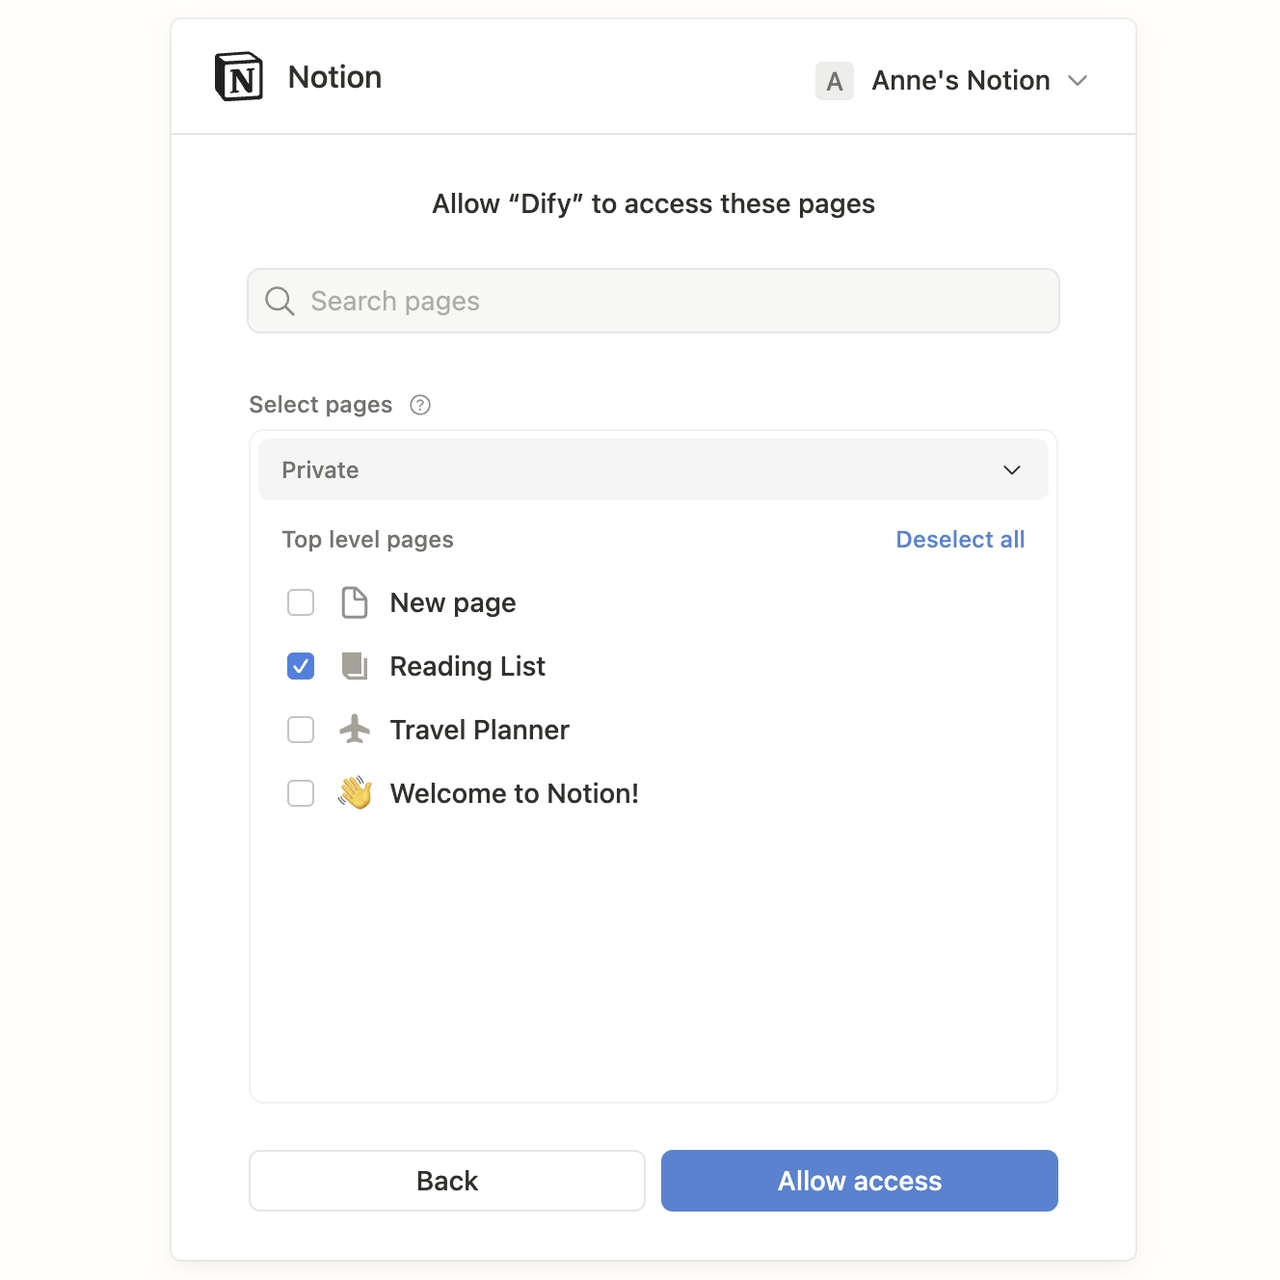 Notion
A Anne's Notion
Allow “Dify” to access these pages
Search pages
Select pages ?
Private
Top level pages Deselect all
New page
Reading List
Travel Planner
Welcome to Notion!
Back Allow access